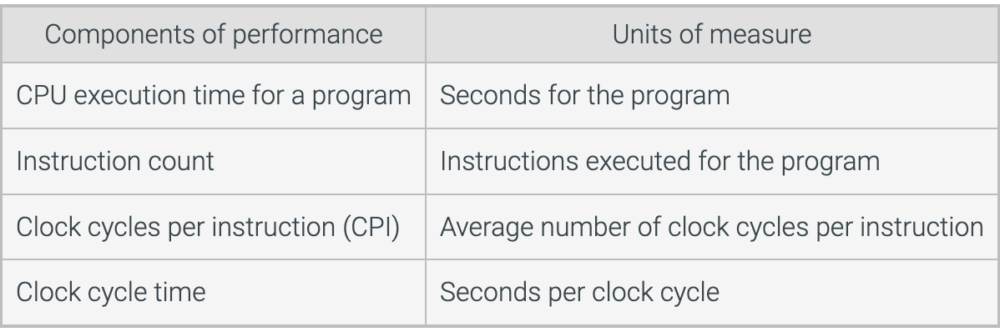 Components of performance
Units of measure
CPU execution time for a program
Seconds for the program
Instruction count
Instructions executed for the program
Clock cycles per instruction (CPI)
Average number of clock cycles per instruction
Clock cycle time
Seconds per clock cycle